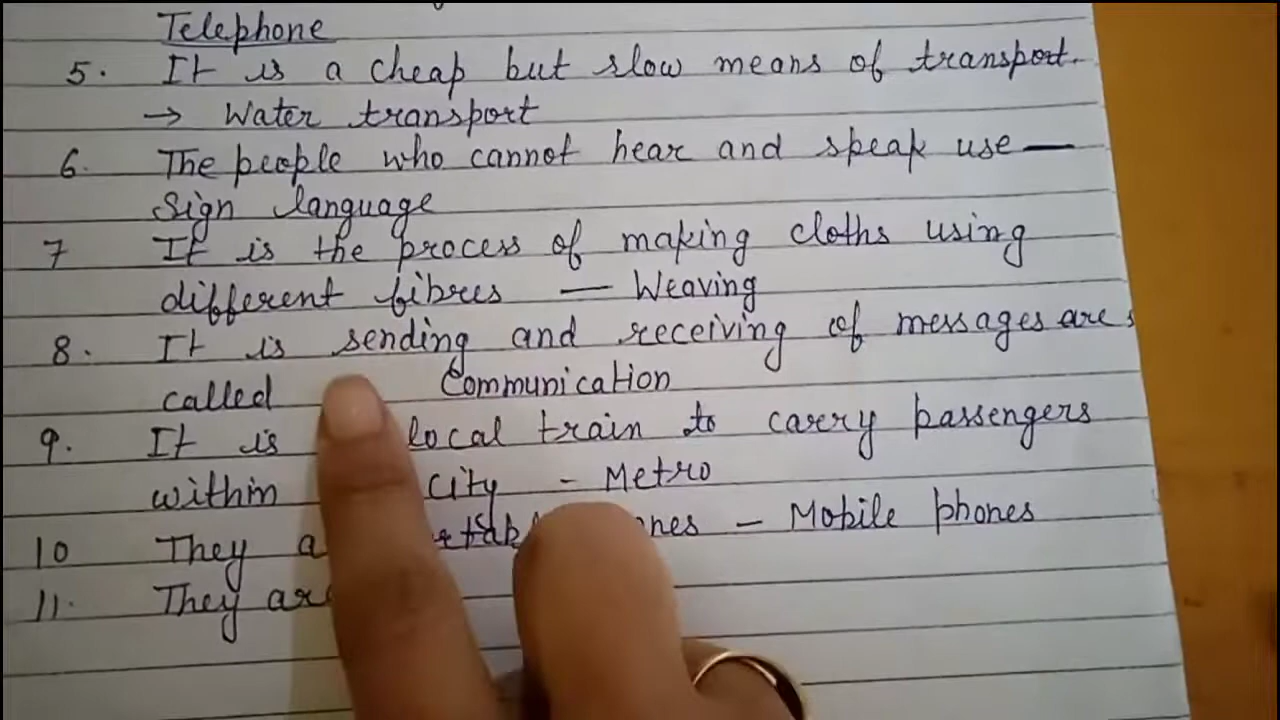 Telephone
5. It is a cheap but slow means of transport.
→ Water transport
6. The people who cannot hear and speak use —
Sign language
7 It is the process of making cloths using
different fibres — Weaving
8. It is sending and receiving of messages are
called Communication
9. It is local train to carry passengers
within city - Metro
10 They - Mobile phones
11. They are